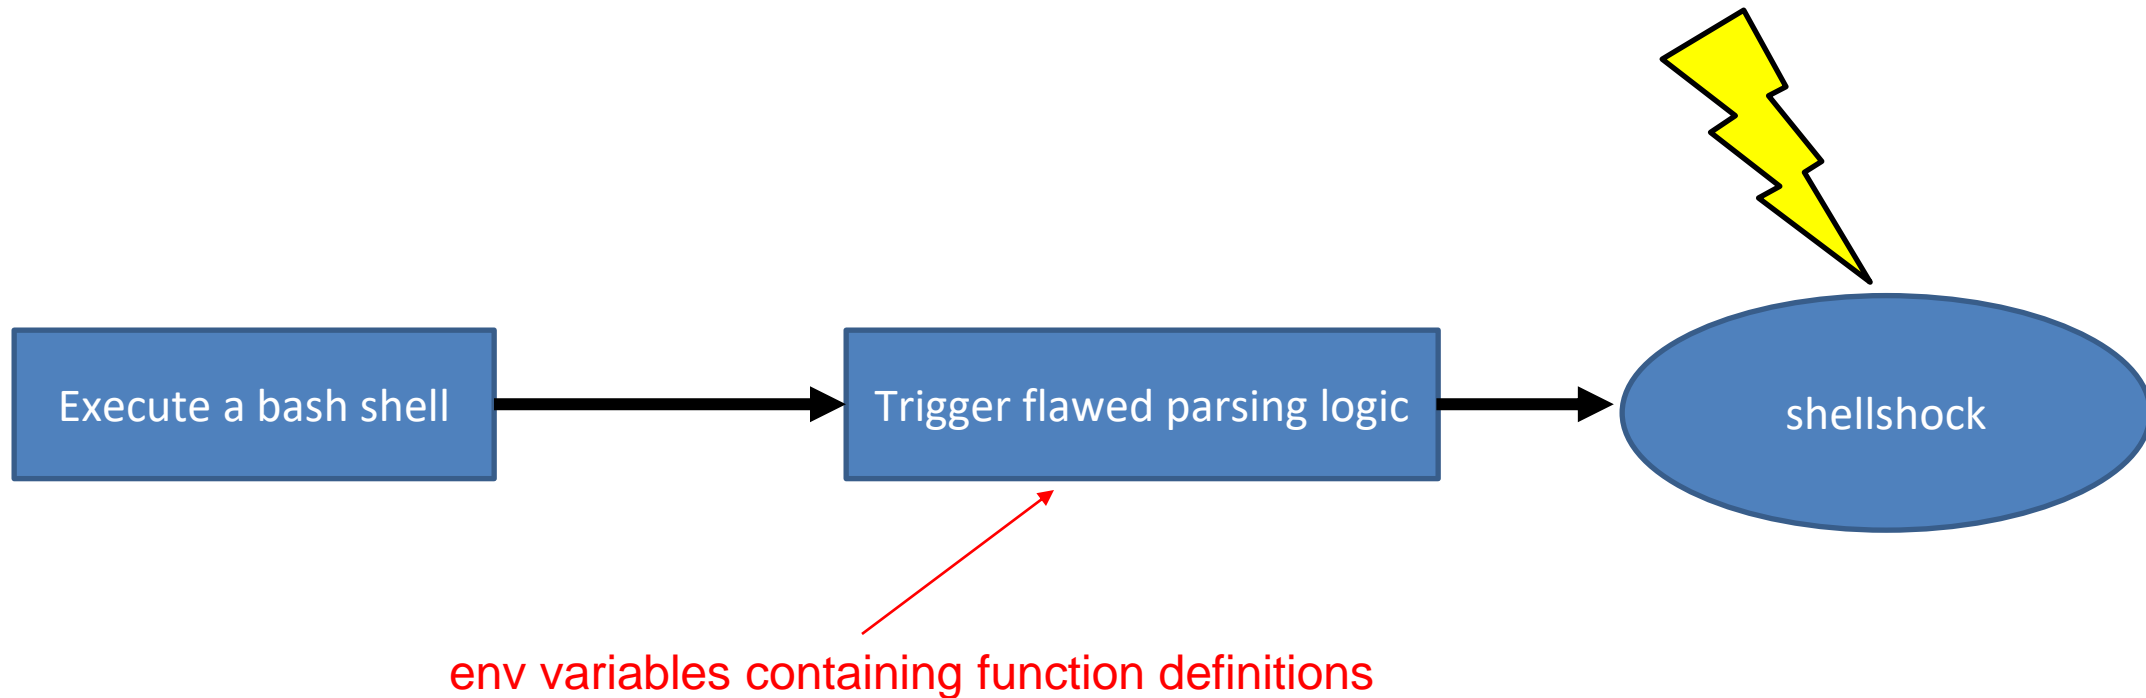 Execute a bash shell
Trigger flawed parsing logic
shellshock
env variables containing function definitions